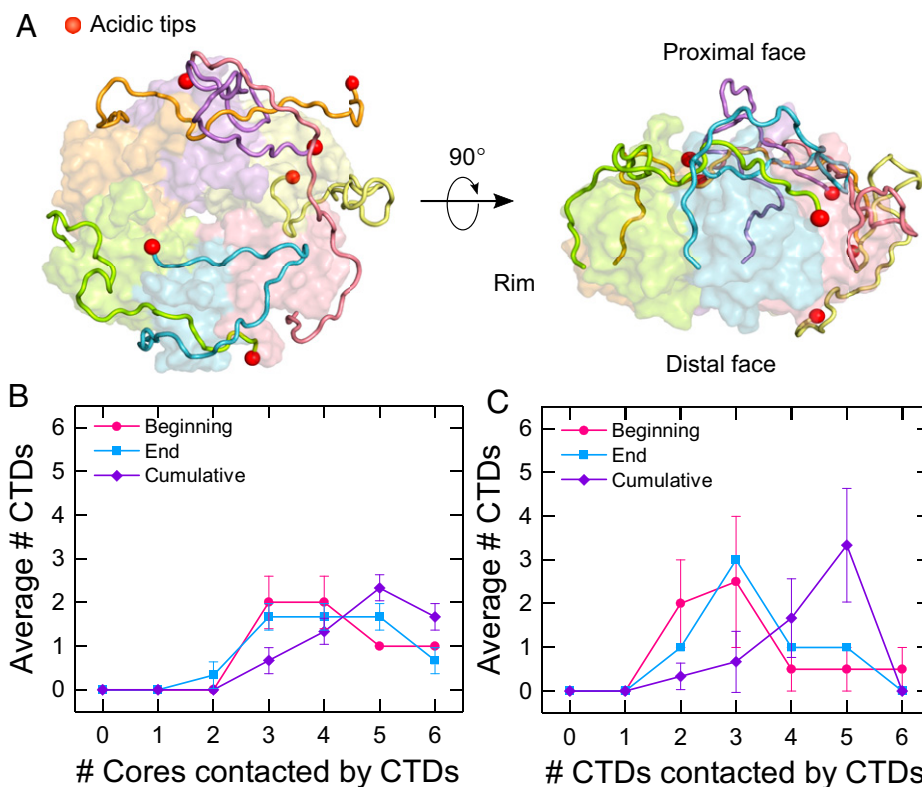 A
Acidic tips
Proximal face
90°
Rim
Distal face
B
Beginning
End
Cumulative
6
5
4
3
2
1
0
Average # CTDs
0 1 2 3 4 5 6
# Cores contacted by CTDs
C
Beginning
End
Cumulative
6
5
4
3
2
1
0
Average # CTDs
0 1 2 3 4 5 6
# CTDs contacted by CTDs